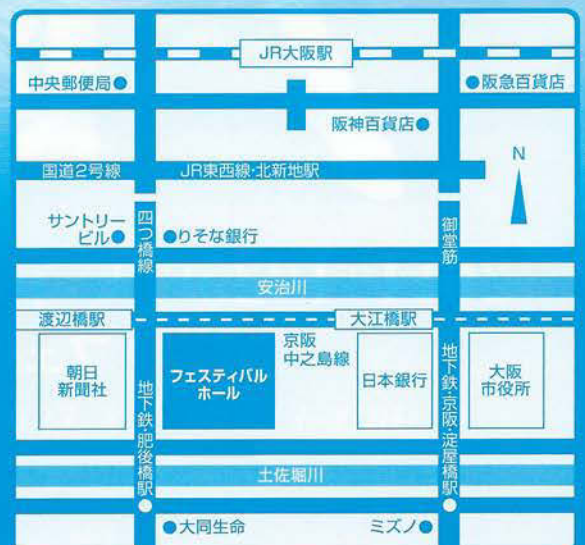 JR大阪駅
中央郵便局
阪急百貨店
阪神百貨店
N
国道2号線
JR東西線・北新地駅
サントリー
ビル
四つ橋線
りそな銀行
御堂筋
安治川
渡辺橋駅
大江橋駅
朝日
新聞社
フェスティバル
ホール
京阪
中之島線
日本銀行
大阪
市役所
地下鉄・肥後橋駅
地下鉄・京阪・淀屋橋駅
土佐堀川
大同生命
ミズノ